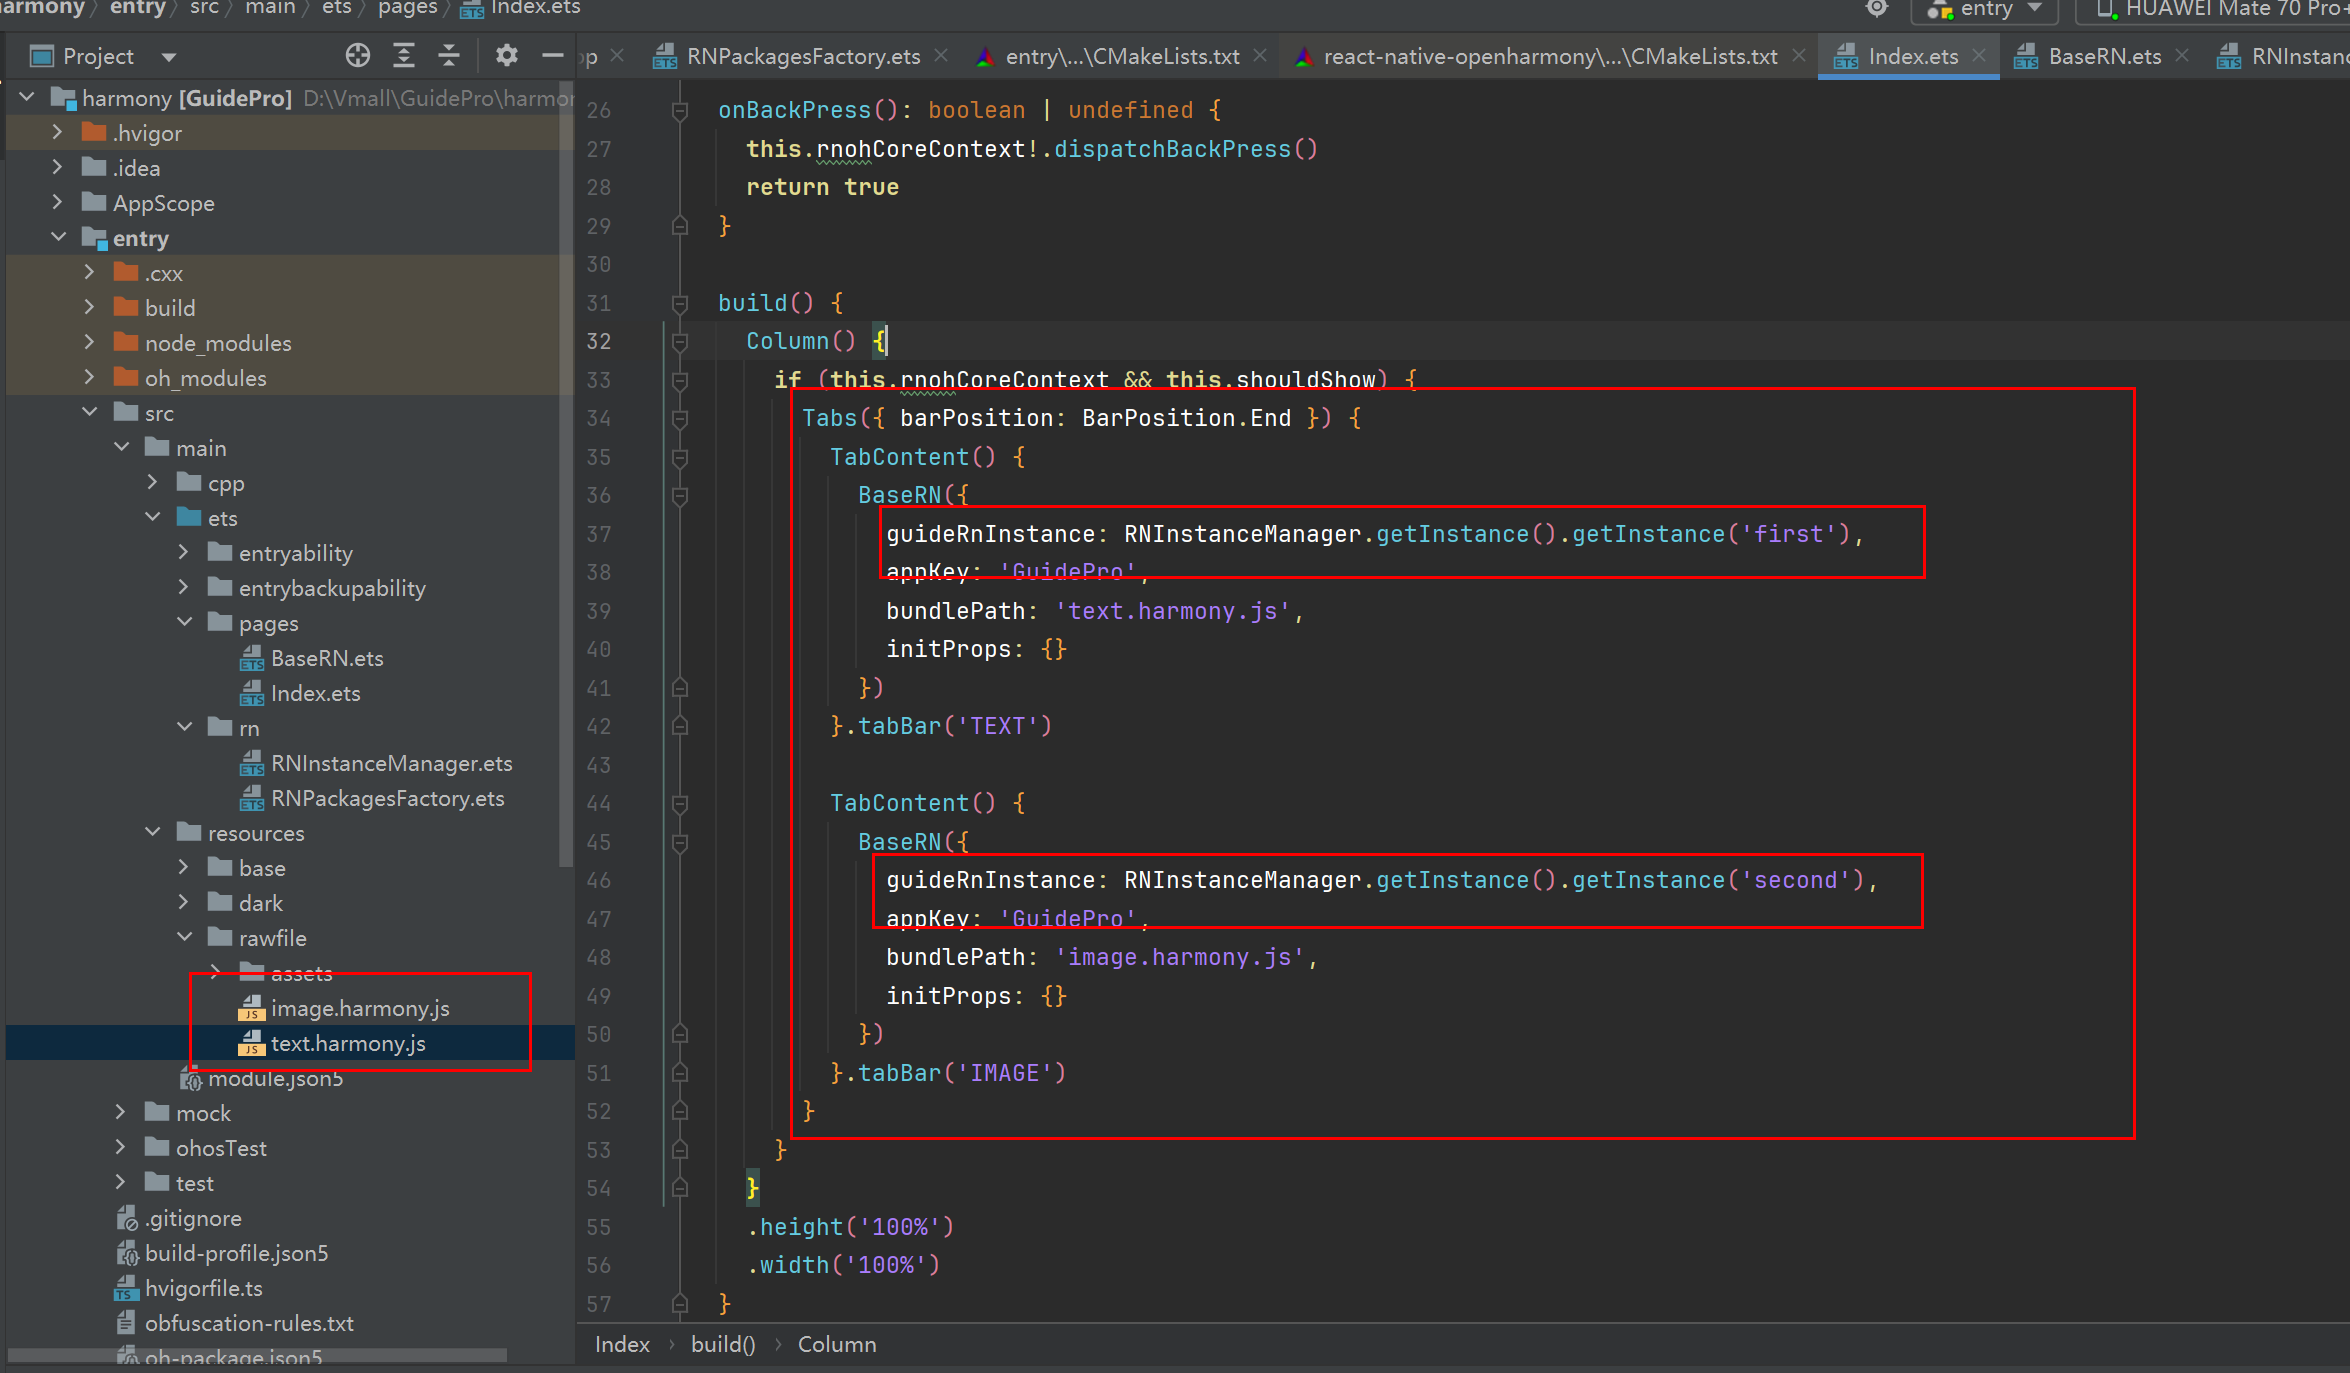 armony › entry › src › main › ets › pages › Index.ets
entry
HUAWEI Mate 70 Pro+
Project
op
RNPackagesFactory.ets
entry\...\CMakeLists.txt
react-native-openharmony\...\CMakeLists.txt
Index.ets
BaseRN.ets
RNInstanc
harmony [GuidePro] D:\Vmall\GuidePro\harmon
.hvigor
.idea
AppScope
entry
.cxx
build
node_modules
oh_modules
src
main
cpp
ets
entryability
entrybackupability
pages
BaseRN.ets
Index.ets
rn
RNInstanceManager.ets
RNPackagesFactory.ets
resources
base
dark
rawfile
assets
image.harmony.js
text.harmony.js
module.json5
mock
ohosTest
test
.gitignore
build-profile.json5
hvigorfile.ts
obfuscation-rules.txt
oh-package.json5
26 onBackPress(): boolean | undefined {
27 this.rnohCoreContext!.dispatchBackPress()
28 return true
29 }
30
31 build() {
32 Column() {
33 if (this.rnohCoreContext && this.shouldShow) {
34 Tabs({ barPosition: BarPosition.End }) {
35 TabContent() {
36 BaseRN({
37 guideRnInstance: RNInstanceManager.getInstance().getInstance('first'),
38 appKey: 'GuidePro',
39 bundlePath: 'text.harmony.js',
40 initProps: {}
41 })
42 }.tabBar('TEXT')
43
44 TabContent() {
45 BaseRN({
46 guideRnInstance: RNInstanceManager.getInstance().getInstance('second'),
47 appKey: 'GuidePro',
48 bundlePath: 'image.harmony.js',
49 initProps: {}
50 })
51 }.tabBar('IMAGE')
52 }
53 }
54 }
55 .height('100%')
56 .width('100%')
57 }
Index › build() › Column